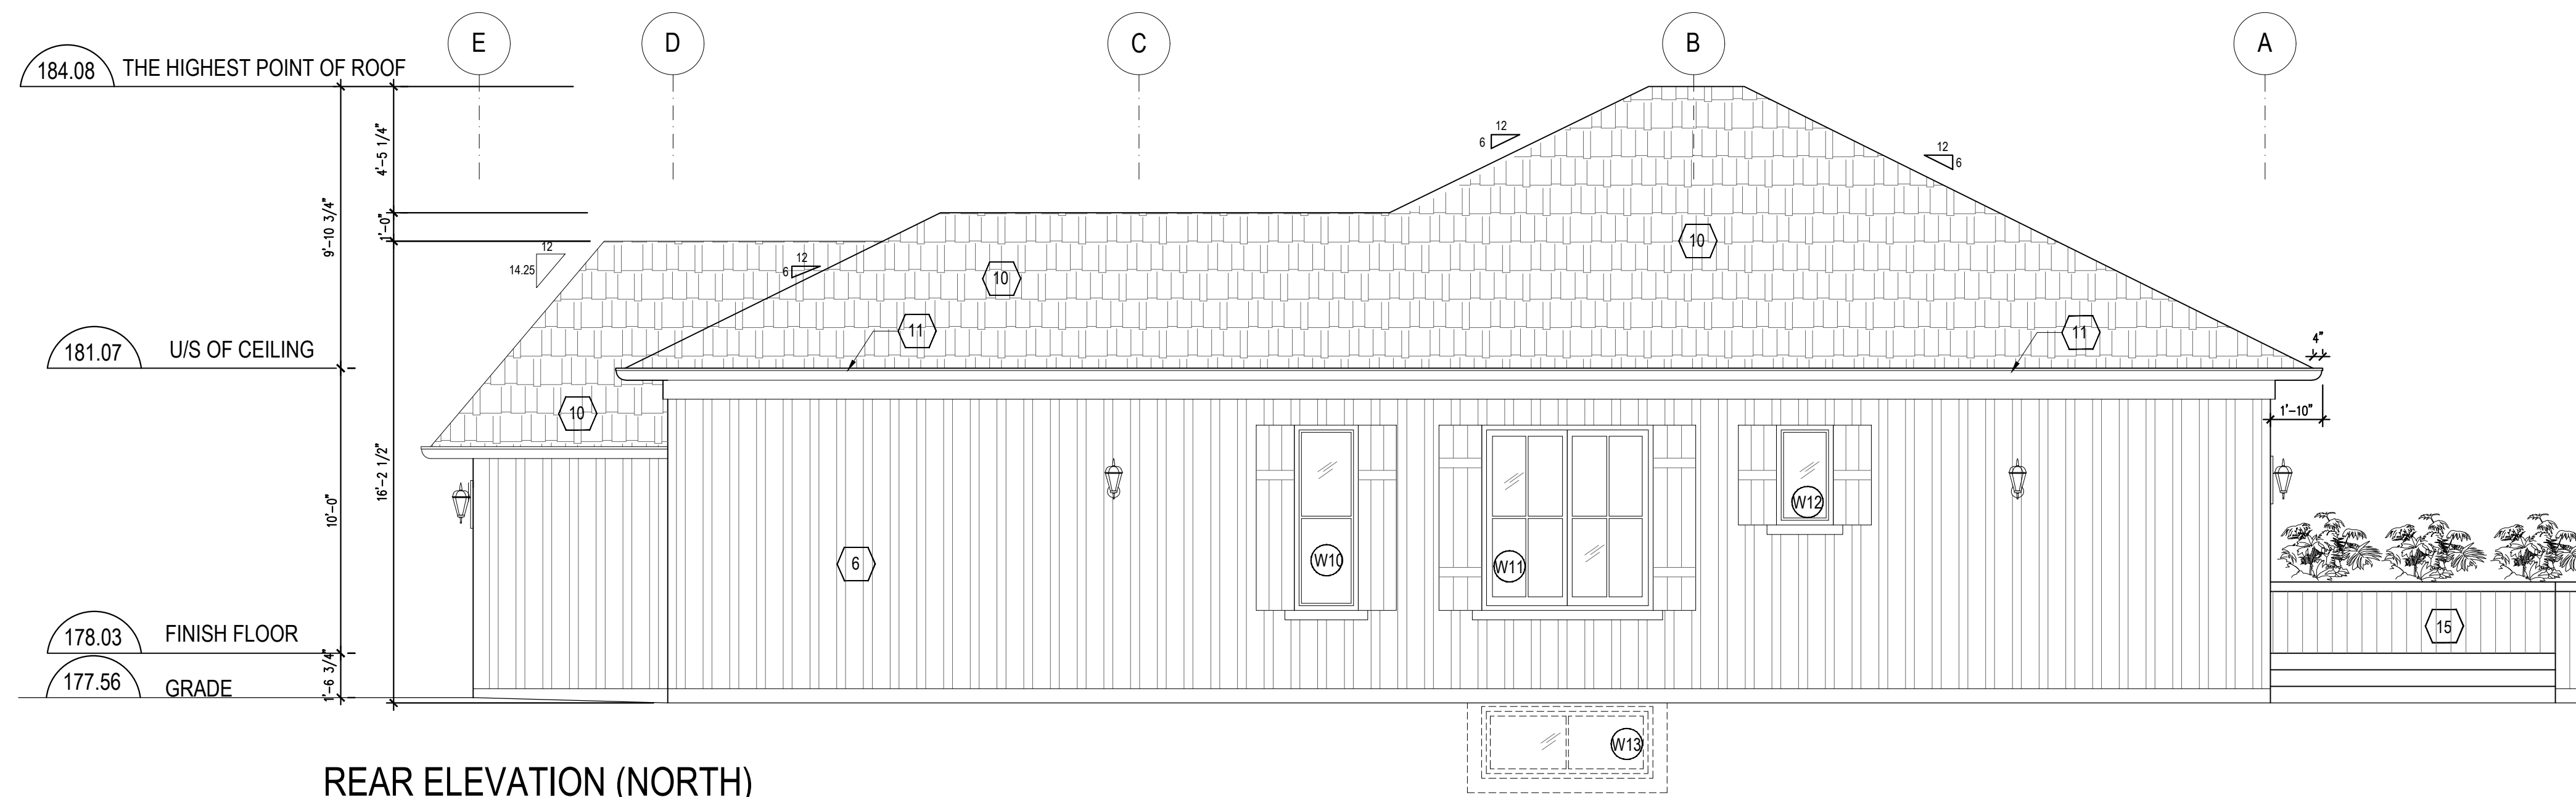 E
D
C
B
A
184.08 THE HIGHEST POINT OF ROOF
4'-5 1/4"
9'-10 3/4"
1'-0"
12
14.25
12
6
12
6
12
6
10
10
11
11
4"
181.07 U/S OF CEILING
10
1'-10"
16'-2 1/2"
10'-0"
6
W10
W11
W12
15
178.03 FINISH FLOOR
1'-6 3/4"
177.56 GRADE
W13
REAR ELEVATION (NORTH)